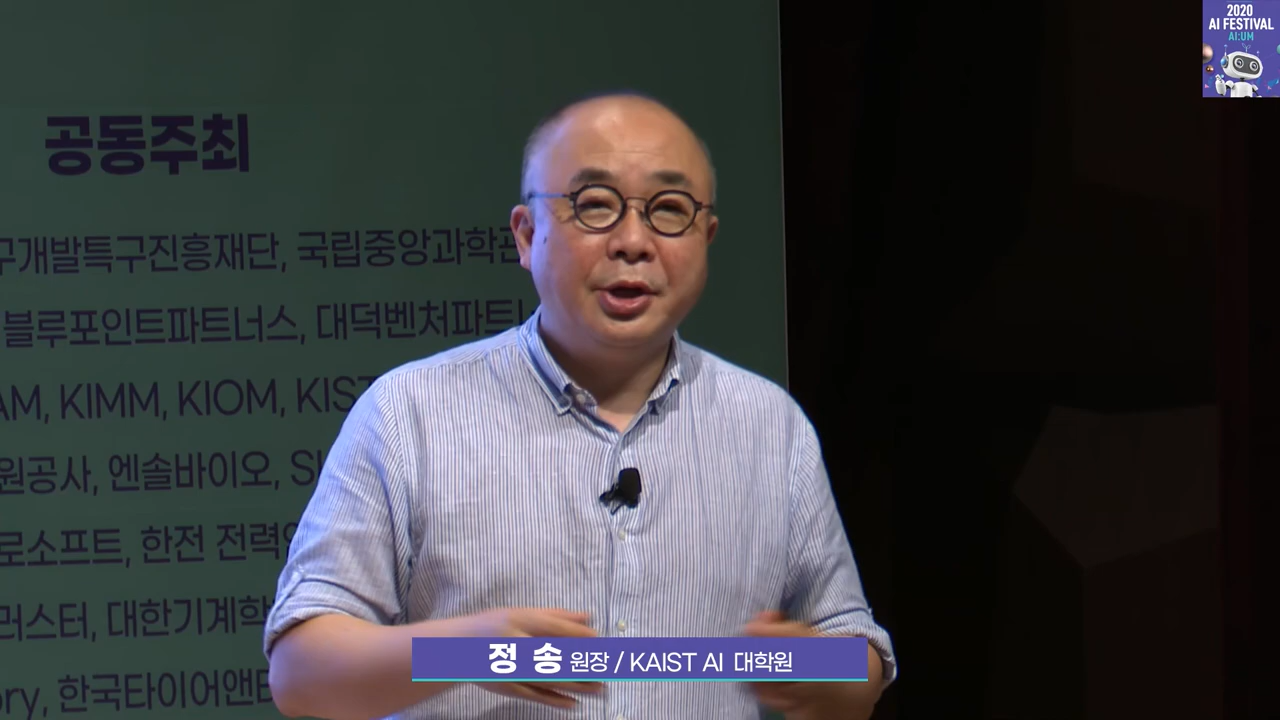 2020
AI FESTIVAL
AI:UM
공동주최
구개발특구진흥재단, 국립중앙과학관
블루포인트파트너스, 대덕벤처파트너
AM, KIMM, KIOM, KIST
원공사, 엔솔바이오,
로소프트, 한전 전력
러스터, 대한기계학
ory, 한국타이어앤
정 송 원장 / KAIST AI 대학원